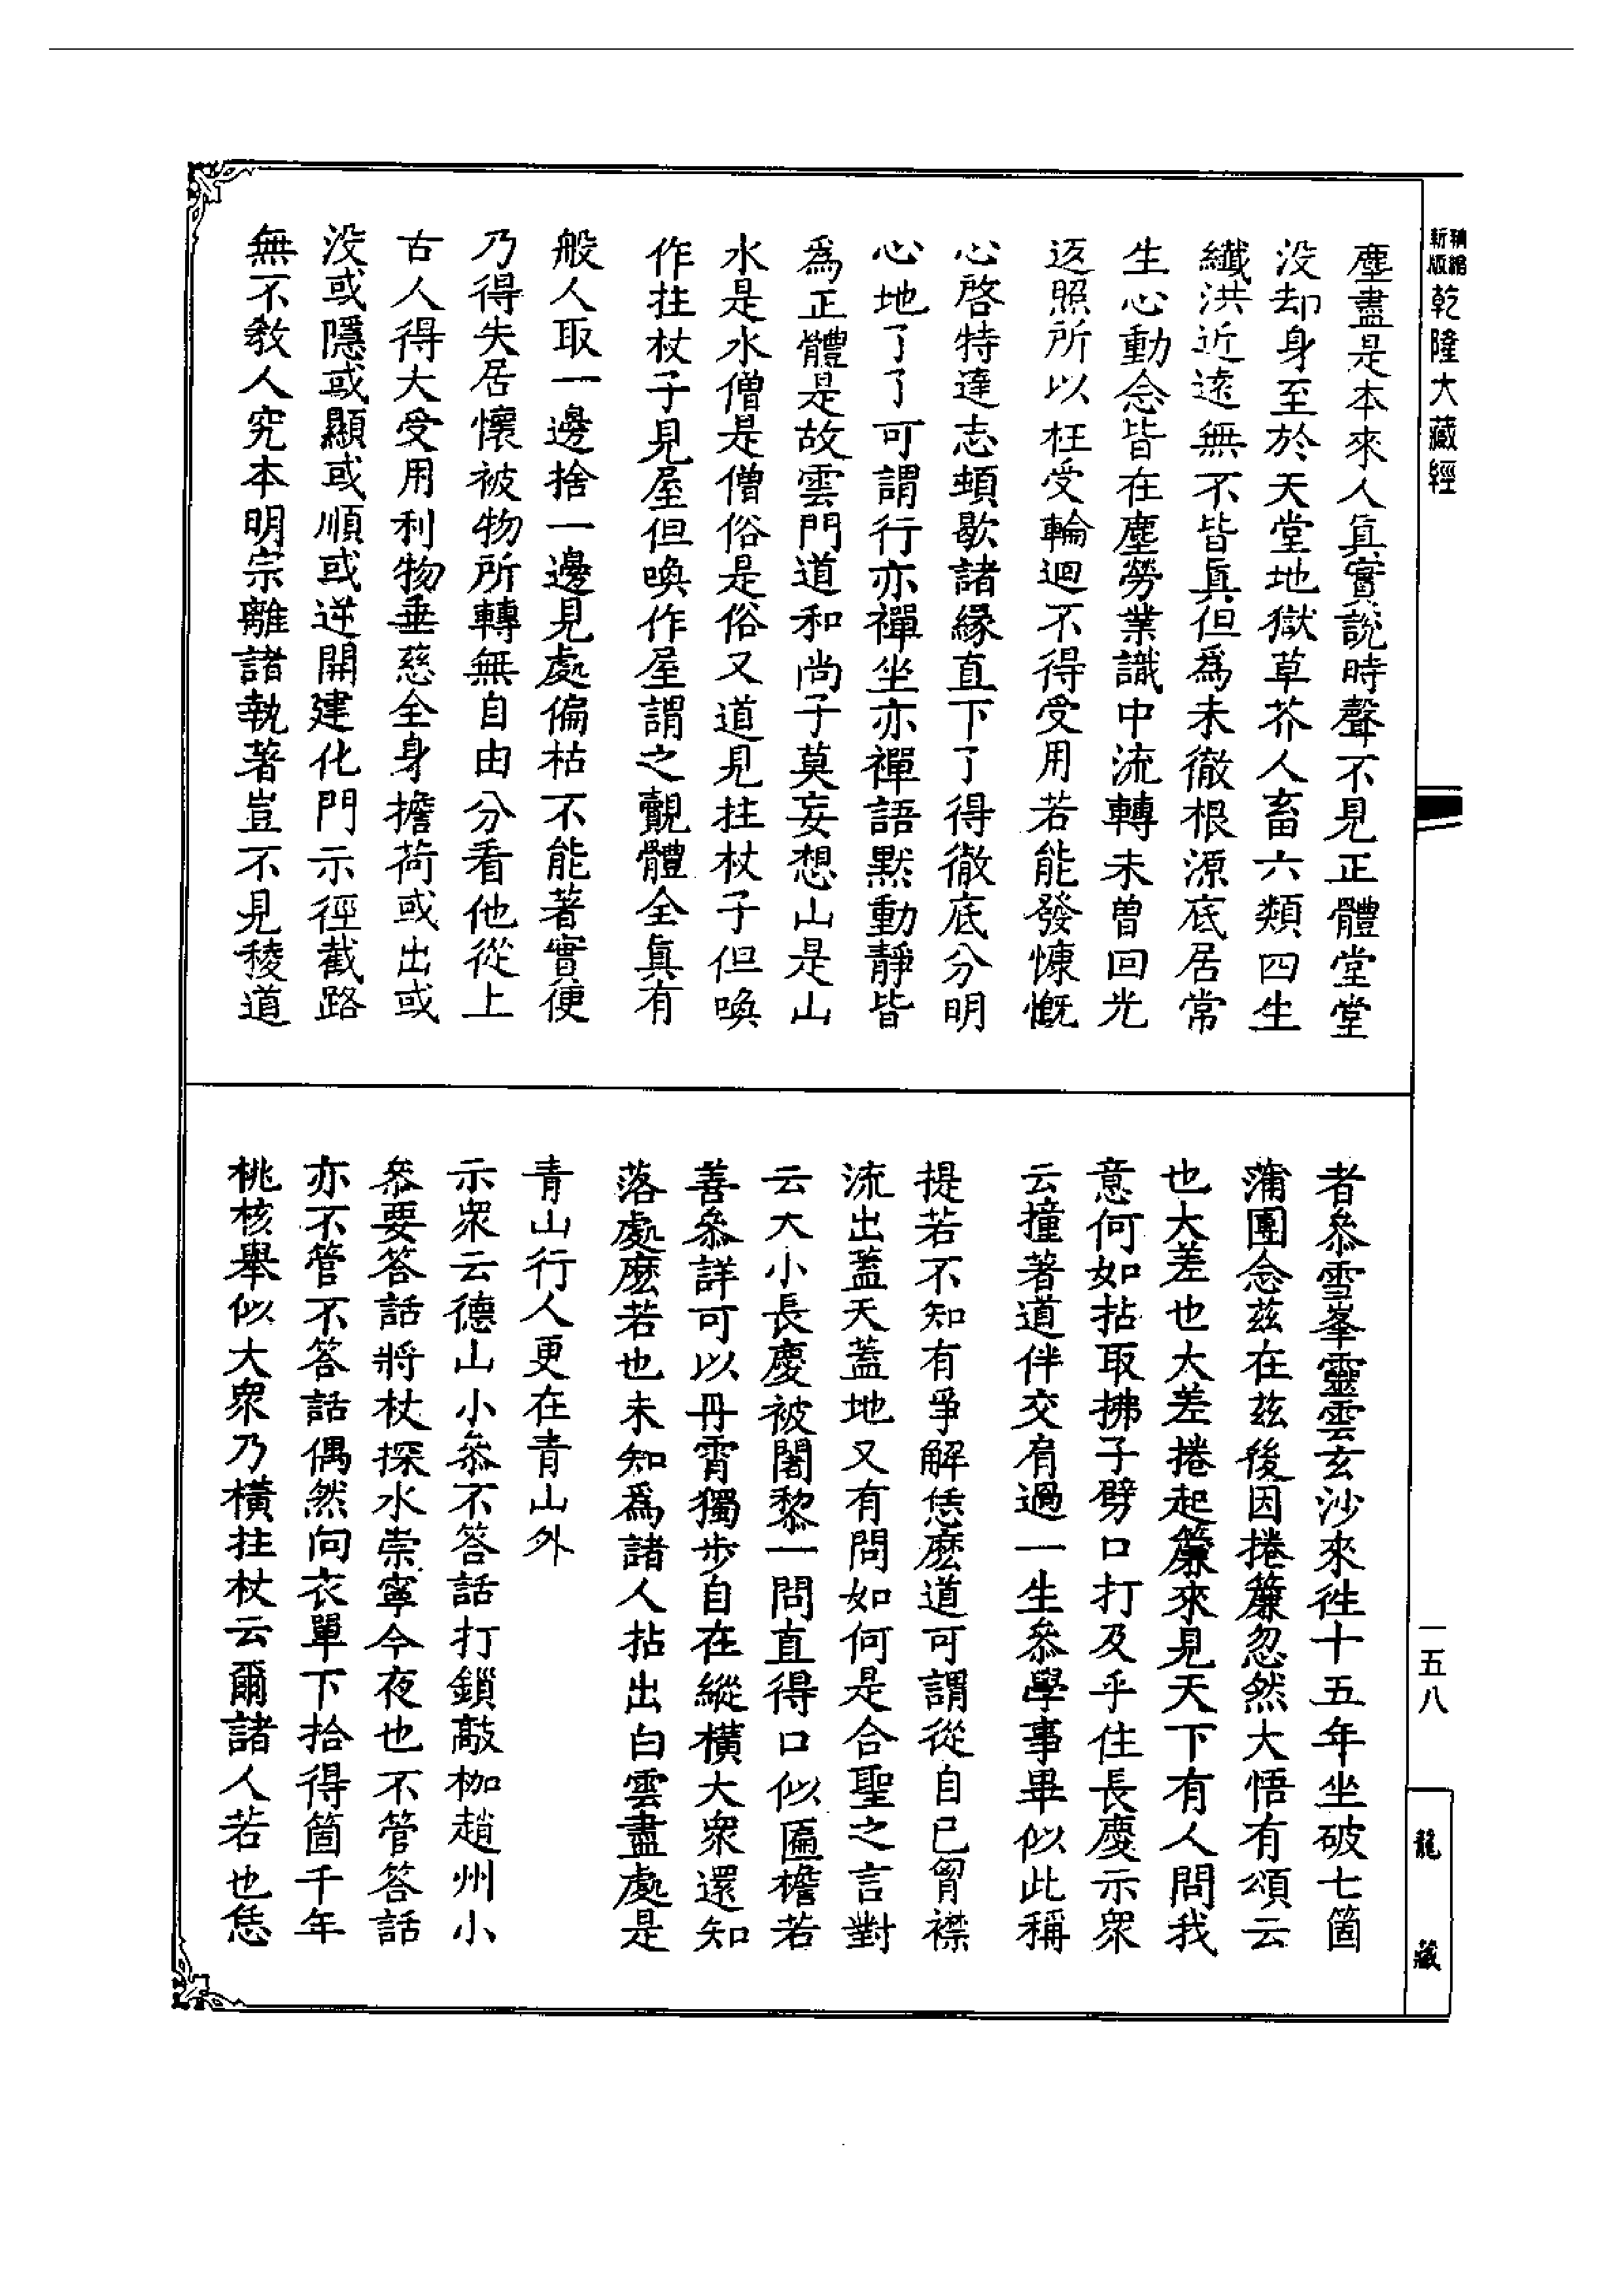 新版精縮乾隆大藏經
塵盡是本來人真實說時聲不見正體堂堂
没却身至於天堂地獄草芥人畜六類四生
纖洪近遠無不皆真但為未徹根源底居常
生心動念皆在塵勞業識中流轉未曽回光
返照所以枉受輪迴不得受用若能發慷慨
心啓特達志頓歇諸縁直下了得徹底分明
心地了了可謂行亦禪坐亦禪語黙動靜皆
為正體是故雲門道和尚子莫妄想山是山
水是水僧是僧俗是俗又道見拄杖子但喚
作拄杖子見屋但喚作屋謂之覿體全真有
般人取一邊捨一邊見處偏枯不能著實便
乃得失居懷被物所轉無自由分看他從上
古人得大受用利物垂慈全身擔荷或出或
没或隱或顯或順或逆開建化門示徑截路
無不教人究本明宗離諸執著豈不見稜道
者叅雪峯靈雲玄沙來徃十五年坐破七箇
蒲團念兹在兹後因捲簾忽然大悟有頌云
也大差也大差捲起簾來見天下有人問我
意何如拈取拂子劈口打及乎住長慶示衆
云撞著道伴交肩過一生叅學事畢似此稱
提若不知有爭解恁麽道可謂從自已胷襟
流出蓋天蓋地又有問如何是合聖之言對
云大小長慶被闍黎一問直得口似匾檐若
善叅詳可以丹霄獨步自在縱橫大衆還知
落處麽若也未知為諸人拈出白雲盡處是
青山行人更在青山外
示衆云德山小叅不答話打鎖敲枷趙州小
叅要答話將杖探水崇寧今夜也不管答話
亦不管不答話偶然向衣單下拾得箇千年
桃核舉似大衆乃橫拄杖云爾諸人若也恁
一五八
龍藏